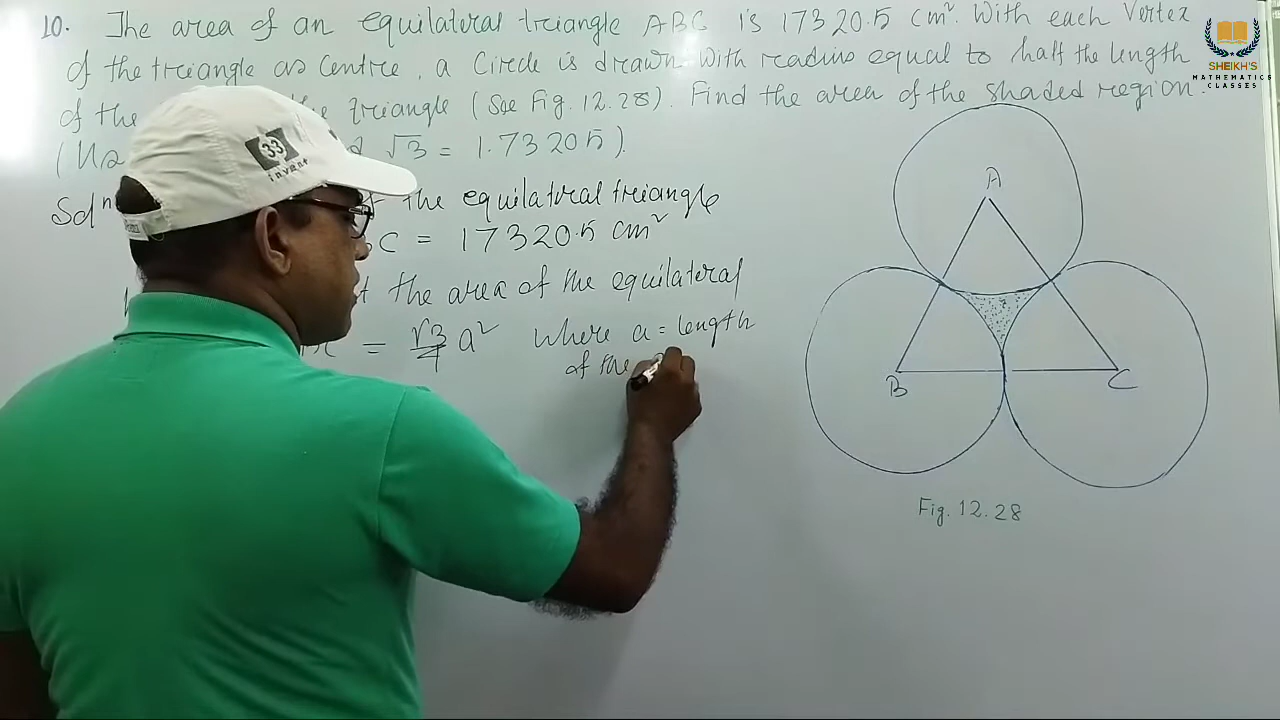 10. The area of an equilateral triangle ABC is 17320.5 cm². With each vertex
of the triangle as centre, a circle is drawn with radius equal to half the length
of the triangle (See Fig. 12.28). Find the area of the shaded region.
√3 = 1.73205).
Solⁿ the equilateral triangle
C = 17320.5 cm²
the area of the equilateral
= √3/4 a² where a = length
of the
A
B
C
Fig. 12.28
SHEIKH'S
MATHEMATICS
CLASSES
33
invent